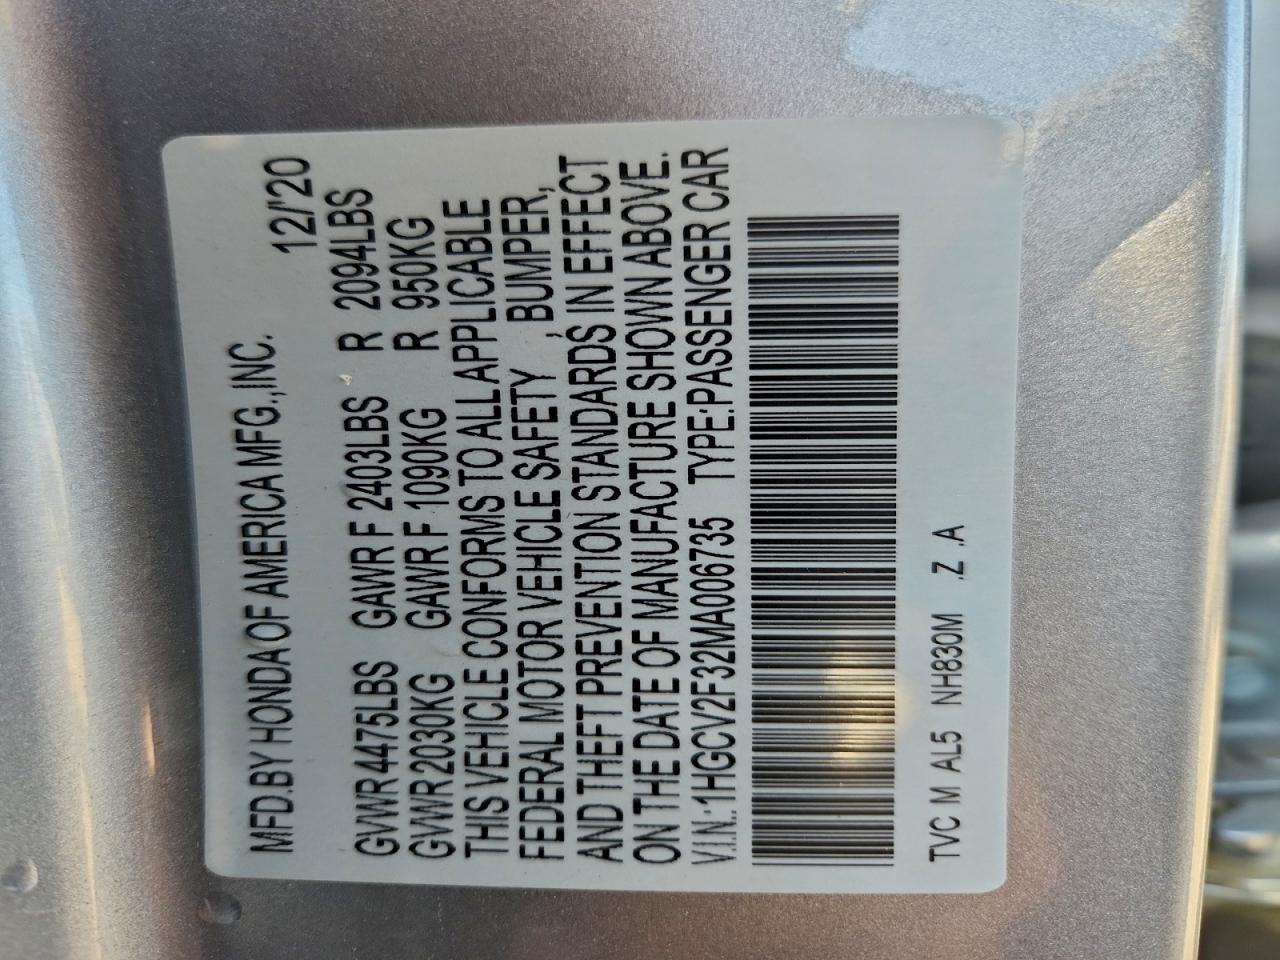 MFD.BY HONDA OF AMERICA MFG.,INC. 12/'20
GVWR 4475LBS GAWR F 2403LBS R 2094LBS
GVWR 2030KG GAWR F 1090KG R 950KG
THIS VEHICLE CONFORMS TO ALL APPLICABLE
FEDERAL MOTOR VEHICLE SAFETY , BUMPER,
AND THEFT PREVENTION STANDARDS IN EFFECT
ON THE DATE OF MANUFACTURE SHOWN ABOVE.
V.I.N.:1HGCV2F32MA006735 TYPE:PASSENGER CAR
TVC M AL5 NH830M .Z .A